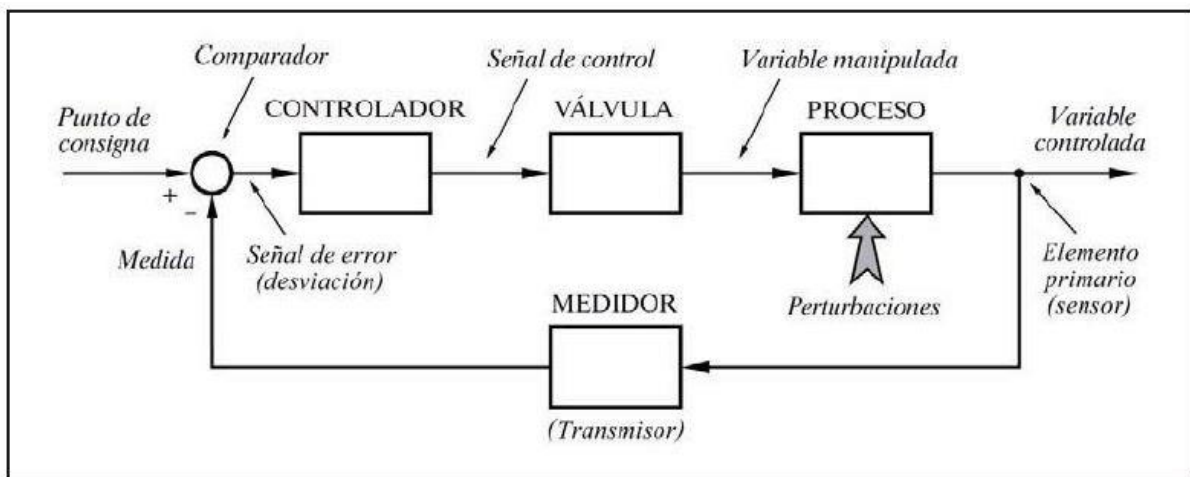 Comparador
Señal de control
Variable manipulada
CONTROLADOR
VÁLVULA
PROCESO
Punto de
consigna
Variable
controlada
+
-
Medida
Señal de error
(desviación)
Elemento
primario
(sensor)
Perturbaciones
MEDIDOR
(Transmisor)